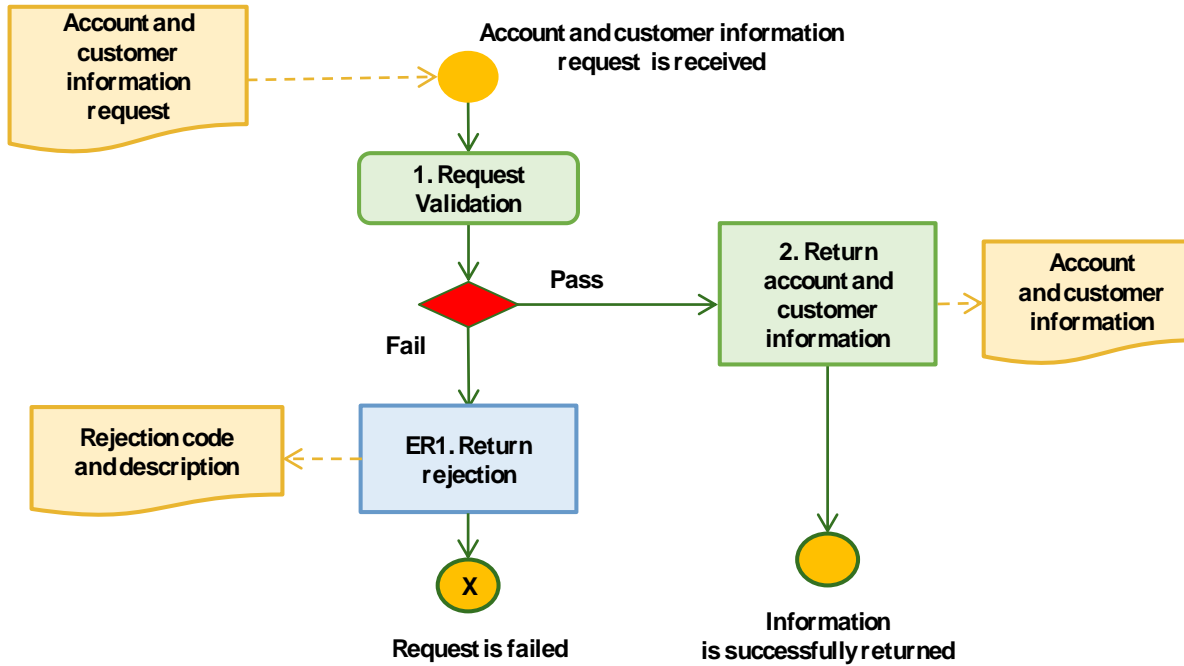 Account and
customer
information
request
Account and customer information
request is received
1. Request
Validation
Pass
Fail
2. Return
account and
customer
information
Account
and customer
information
Rejection code
and description
ER1. Return
rejection
X
Request is failed
Information
is successfully returned